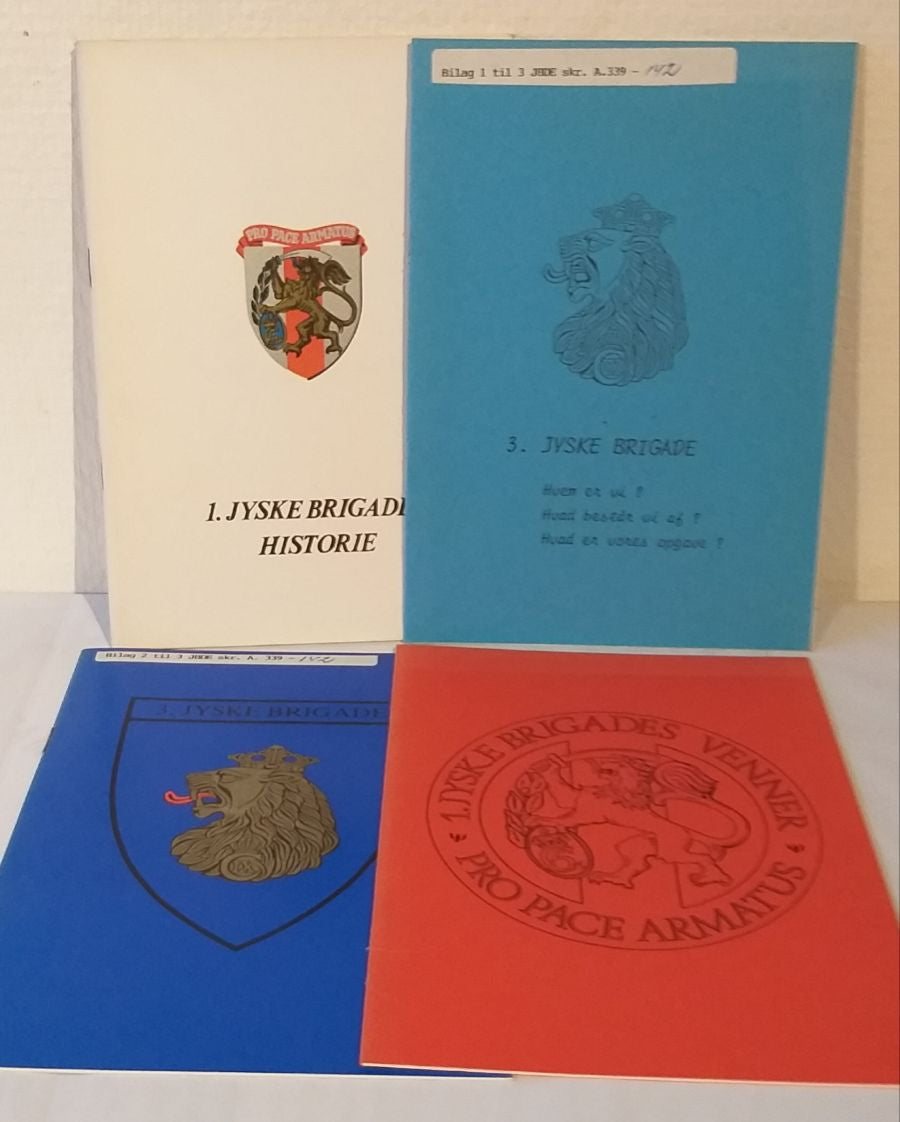 PRO PACE ARMATUS
1. JYSKE BRIGADE
HISTORIE
Bilag 1 til 3 JBDE skr. A.339 - 142
3. JYSKE BRIGADE
Hvem er vi ?
Hvad består vi af ?
Hvad er vores opgave ?
Bilag 2 til 3 JBDE skr. A. 339 - 142
3. JYSKE BRIGADE
1. JYSKE BRIGADES VENNER
PRO PACE ARMATUS